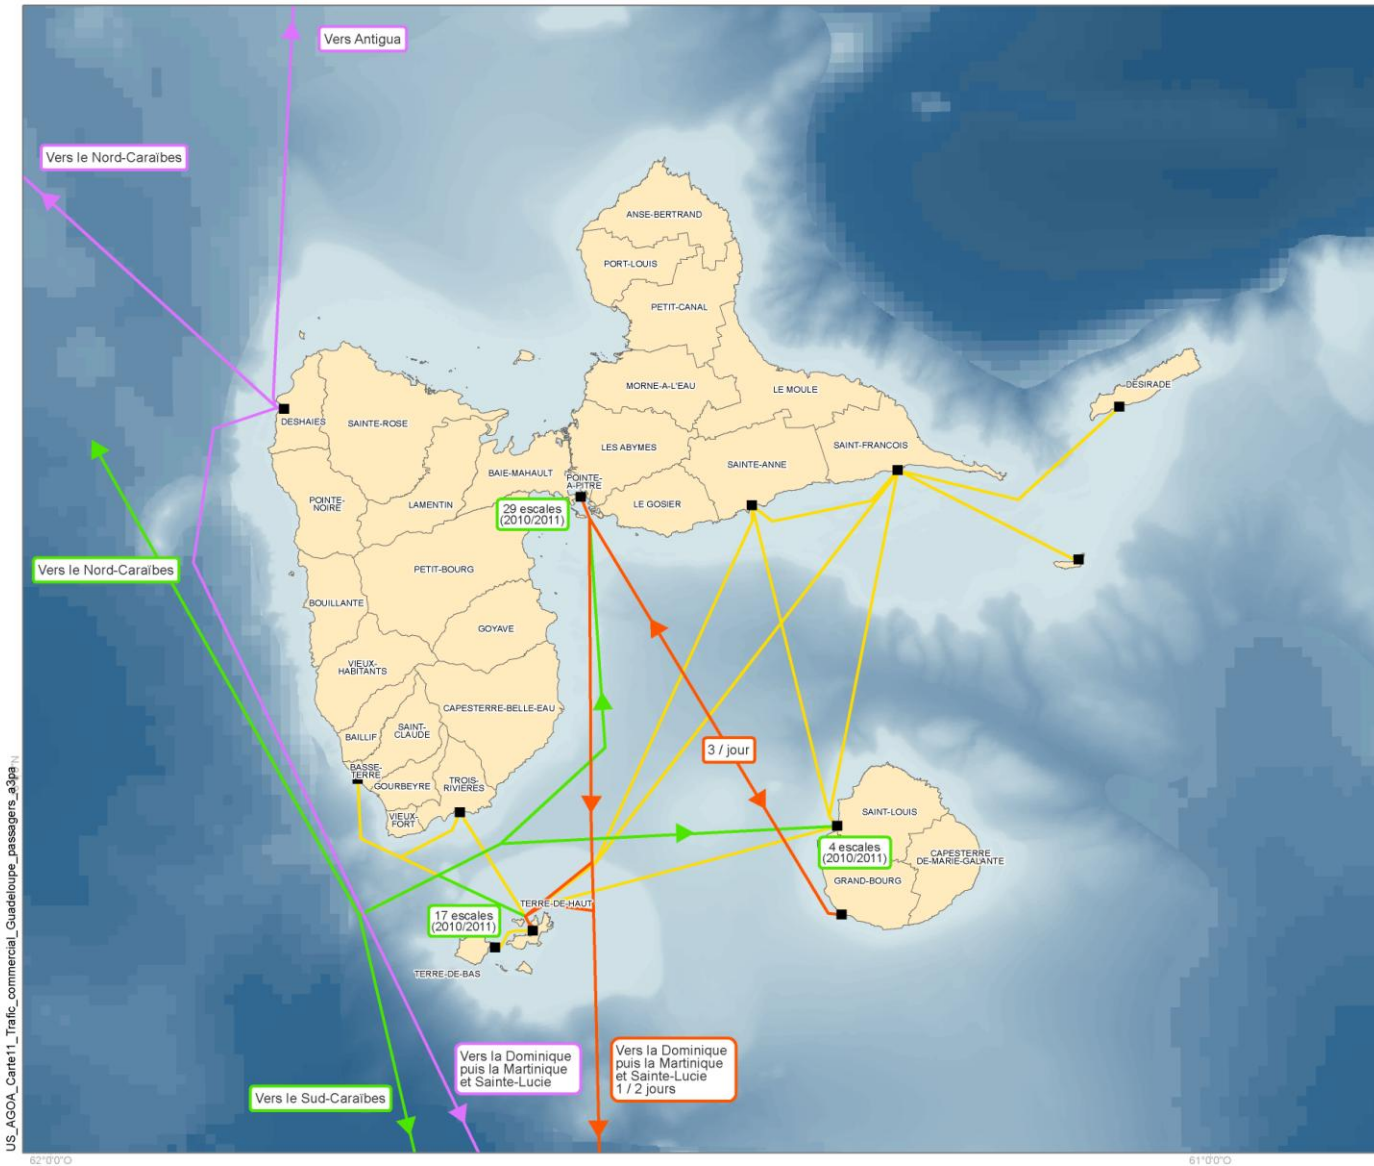 Vers Antigua
Vers le Nord-Caraïbes
ANSE-BERTRAND
PORT-LOUIS
PETIT-CANAL
MORNE-A-L'EAU
LE MOULE
DESIRADE
DESHAIES
SAINTE-ROSE
LES ABYMES
SAINT-FRANCOIS
SAINTE-ANNE
BAIE-MAHAULT
POINTE-
A-PITRE
LE GOSIER
POINTE-
NOIRE
LAMENTIN
29 escales
(2010/2011)
Vers le Nord-Caraïbes
PETIT-BOURG
BOUILLANTE
GOYAVE
VIEUX-
HABITANTS
CAPESTERRE-BELLE-EAU
SAINT-
CLAUDE
BAILLIF
3 / jour
BASSE-
TERRE
GOURBEYRE
TROIS-
RIVIERES
VIEUX-
FORT
SAINT-LOUIS
4 escales
(2010/2011)
CAPESTERRE
DE-MARIE-GALANTE
GRAND-BOURG
TERRE-DE-HAUT
17 escales
(2010/2011)
TERRE-DE-BAS
Vers la Dominique
puis la Martinique
et Sainte-Lucie
Vers la Dominique
puis la Martinique
et Sainte-Lucie
1 / 2 jours
Vers le Sud-Caraïbes
US_AGOA_Carte11_Trafic_commercial_Guadeloupe_passagers_a3pa
62°0'0"O
61°0'0"O